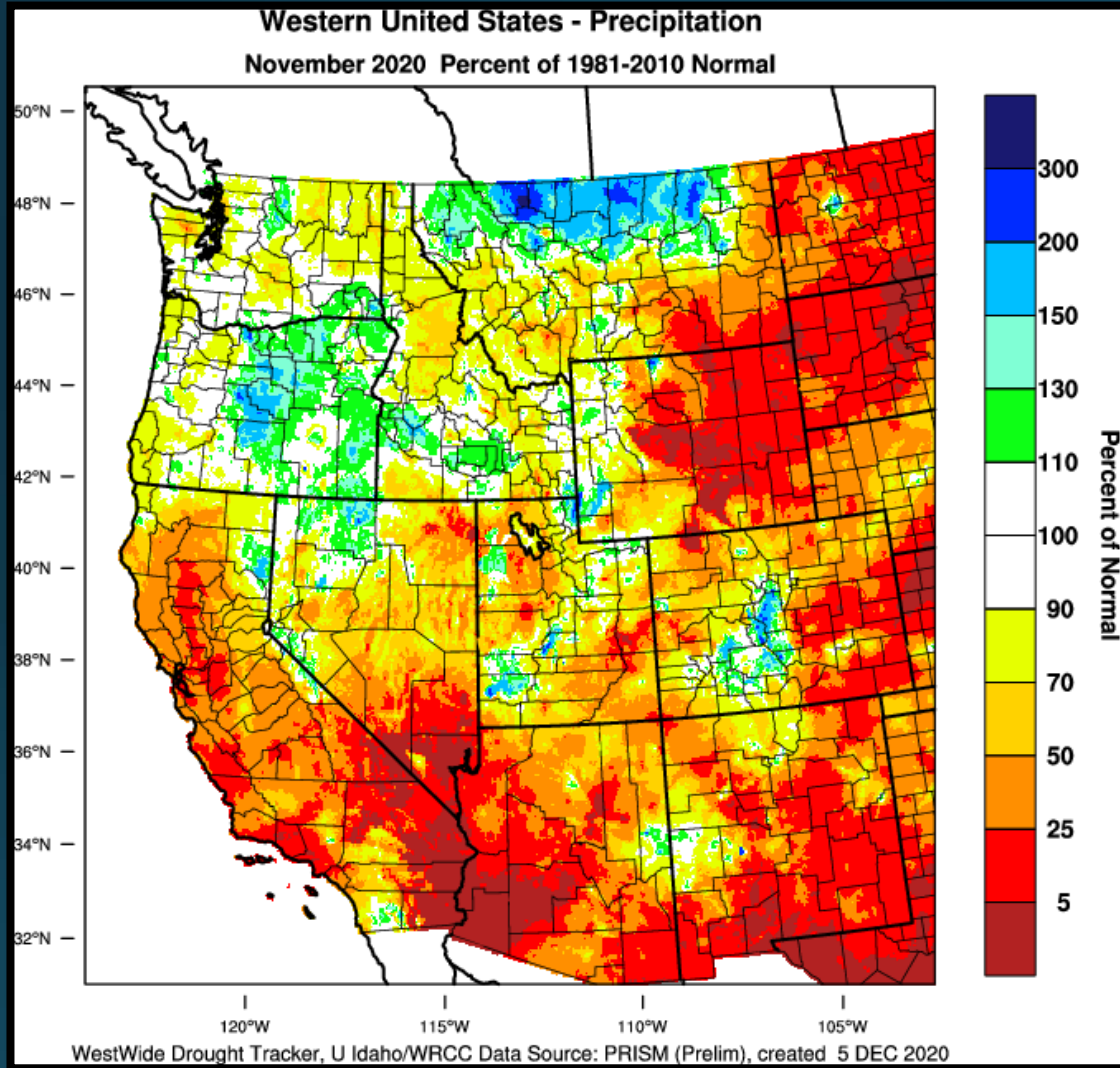 Western United States - Precipitation
November 2020 Percent of 1981-2010 Normal
50°N
48°N
46°N
44°N
42°N
40°N
38°N
36°N
34°N
32°N
120°W
115°W
110°W
105°W
300
200
150
130
110
100
90
70
50
25
5
Percent of Normal
WestWide Drought Tracker, U Idaho/WRCC Data Source: PRISM (Prelim), created 5 DEC 2020